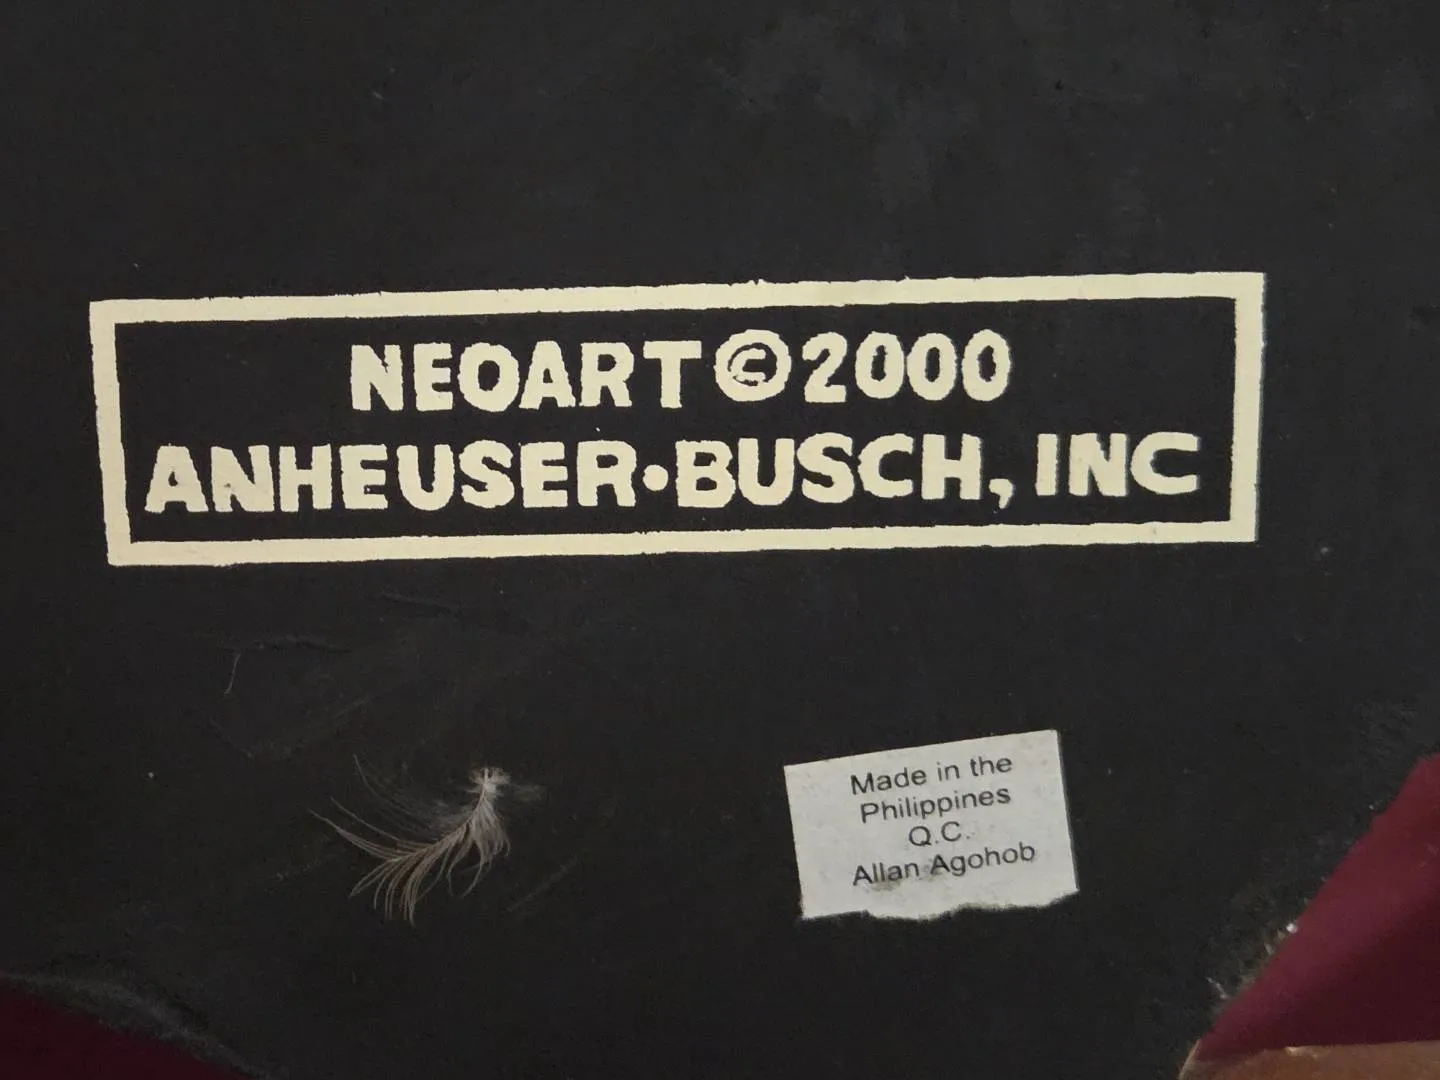 NEOART©2000
ANHEUSER•BUSCH, INC
Made in the
Philippines
Q.C.
Allan Agohob